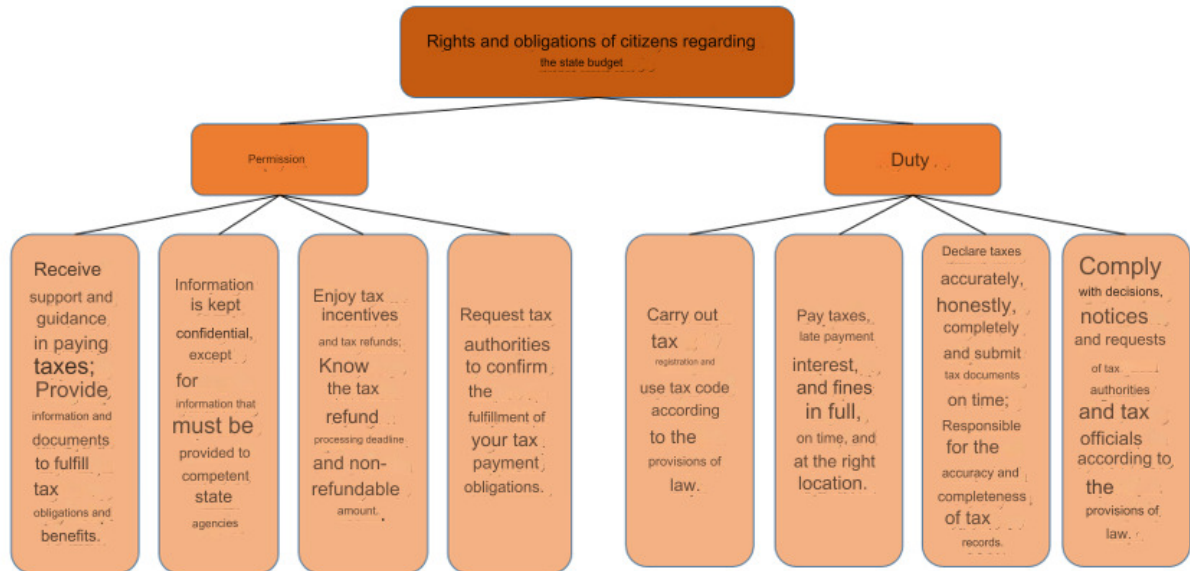 Rights and obligations of citizens regarding
the state budget
Permission
Duty
Receive
support and
guidance
in paying
taxes;
Provide
information and
documents
to fulfill
tax
obligations and
benefits.
Information
is kept
confidential,
except
for
information that
must be
provided to
competent
state
agencies
Enjoy tax
incentives
and tax refunds;
Know
the tax
refund
processing deadline
and non-
refundable
amount.
Request tax
authorities
to confirm
the
fulfillment of
your tax
payment
obligations.
Carry out
tax
registration and
use tax code
according
to the
provisions of
law.
Pay taxes,
late payment
interest,
and fines
in full,
on time, and
at the right
location.
Declare taxes
accurately,
honestly,
completely
and submit
tax documents
on time;
Responsible
for the
accuracy and
completeness
of tax
records.
Comply
with decisions,
notices
and requests
of tax
authorities
and tax
officials
according to
the
provisions of
law.